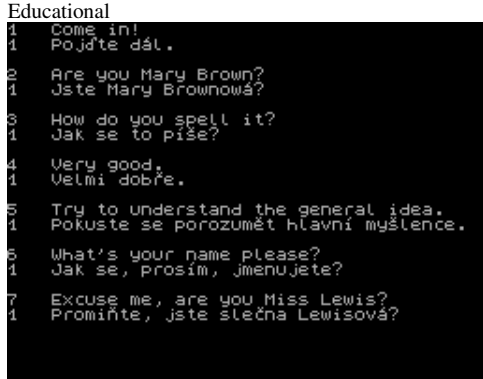 Educational
1 Come in!
1 Pojďte dál.
2 Are you Mary Brown?
1 Jste Mary Brownová?
3 How do you spell it?
1 Jak se to píše?
4 Very good.
1 Velmi dobře.
5 Try to understand the general idea.
1 Pokuste se porozumět hlavní myšlence.
6 What's your name please?
1 Jak se, prosím, jmenujete?
7 Excuse me, are you Miss Lewis?
1 Promiňte, jste slečna Lewisová?